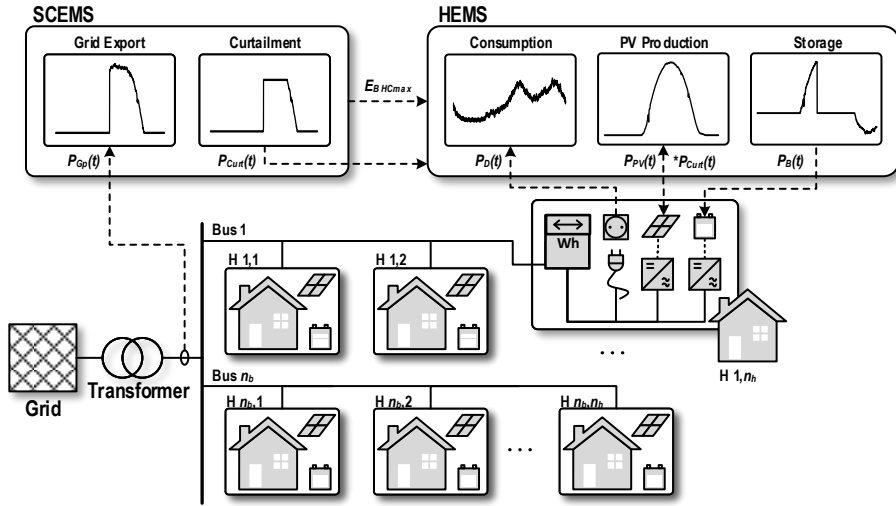 SCEMS
HEMS
Grid Export
Curtailment
Consumption
PV Production
Storage
E_BHCmax
P_Gp(t)
P_Curt(t)
P_D(t)
P_PV(t)
*P_Curt(t)
P_B(t)
Bus 1
Wh
H 1,1
H 1,2
...
H 1,n_h
Grid
Transformer
Bus n_b
H n_b,1
H n_b,2
...
H n_b,n_h